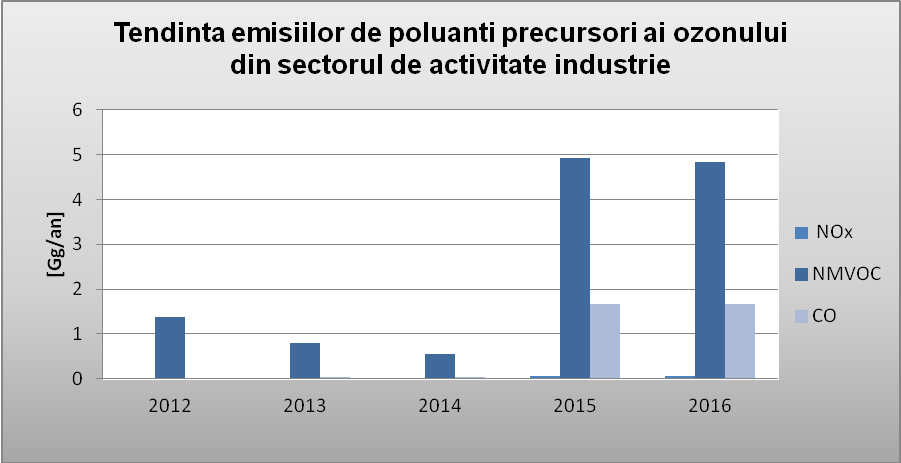 Tendinta emisiilor de poluanti precursori ai ozonului
din sectorul de activitate industrie
6
5
4
3
2
1
0
[Gg/an]
2012
2013
2014
2015
2016
NOx
NMVOC
CO